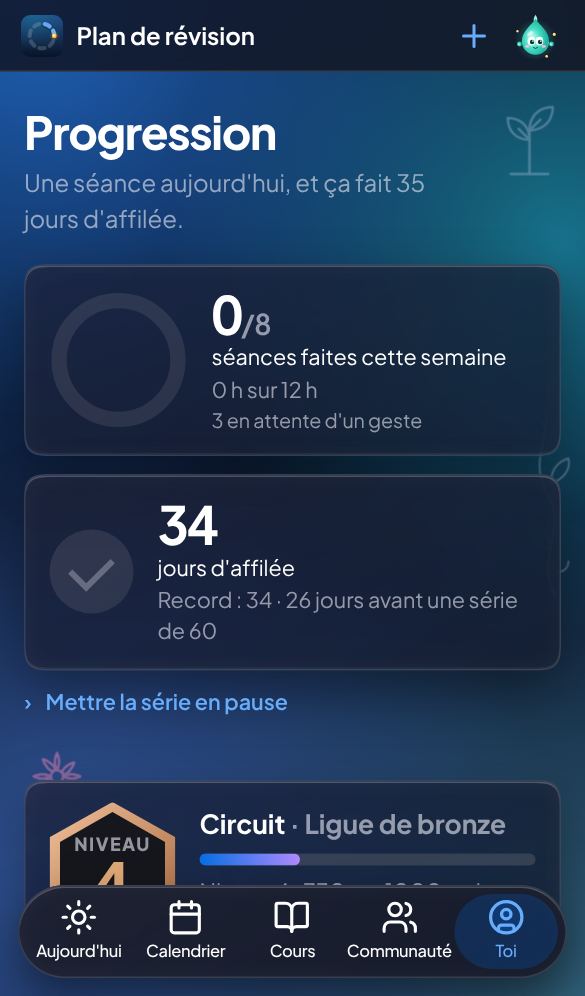 Plan de révision
Progression
Une séance aujourd'hui, et ça fait 35
jours d'affilée.
0/8
séances faites cette semaine
0 h sur 12 h
3 en attente d'un geste
34
jours d'affilée
Record : 34 · 26 jours avant une série
de 60
› Mettre la série en pause
NIVEAU
4
Circuit · Ligue de bronze
Aujourd'hui
Calendrier
Cours
Communauté
Toi